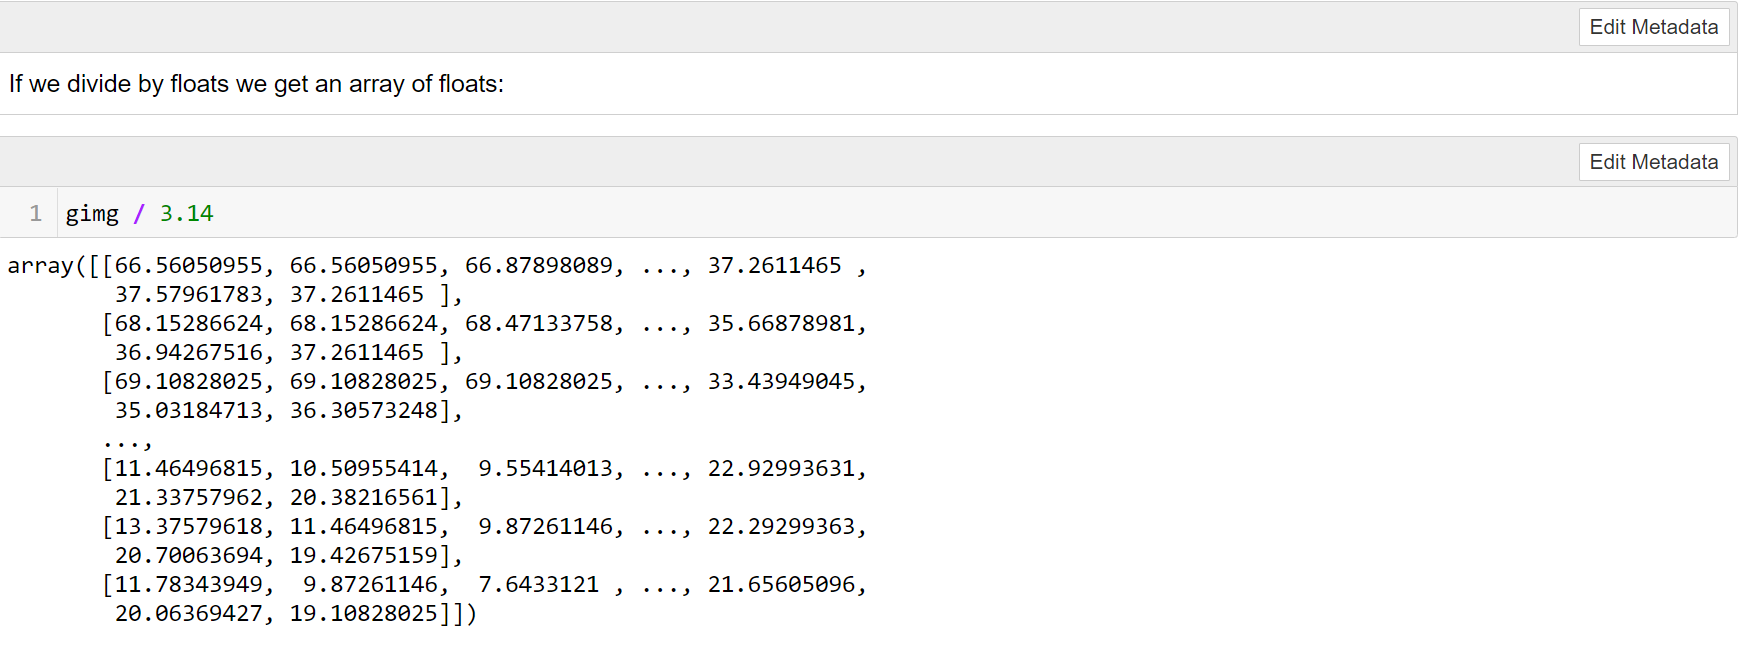 Edit Metadata
If we divide by floats we get an array of floats:
Edit Metadata
1 gimg / 3.14
array([[66.56050955, 66.56050955, 66.87898089, ..., 37.2611465 ,
        37.57961783, 37.2611465 ],
       [68.15286624, 68.15286624, 68.47133758, ..., 35.66878981,
        36.94267516, 37.2611465 ],
       [69.10828025, 69.10828025, 69.10828025, ..., 33.43949045,
        35.03184713, 36.30573248],
       ...,
       [11.46496815, 10.50955414,  9.55414013, ..., 22.92993631,
        21.33757962, 20.38216561],
       [13.37579618, 11.46496815,  9.87261146, ..., 22.29299363,
        20.70063694, 19.42675159],
       [11.78343949,  9.87261146,  7.6433121 , ..., 21.65605096,
        20.06369427, 19.10828025]])